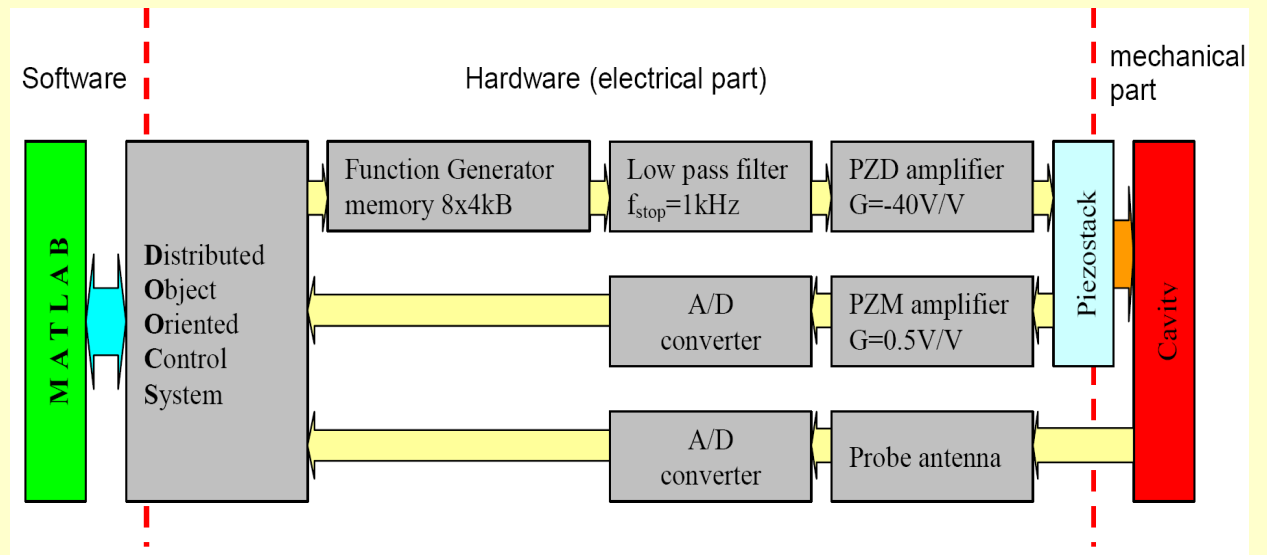 Software
Hardware (electrical part)
mechanical
part
MATLAB
Distributed
Object
Oriented
Control
System
Function Generator
memory 8x4kB
Low pass filter
fstop=1kHz
PZD amplifier
G=-40V/V
Piezostack
Cavity
A/D
converter
PZM amplifier
G=0.5V/V
A/D
converter
Probe antenna